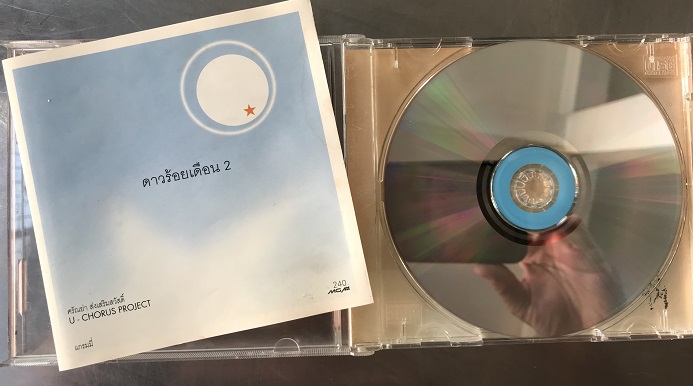 ดาวร้อยเดือน 2
ศรัณย่า ส่งเสริมสวัสดิ์
U - CHORUS PROJECT
แกรมมี่
240
MGA